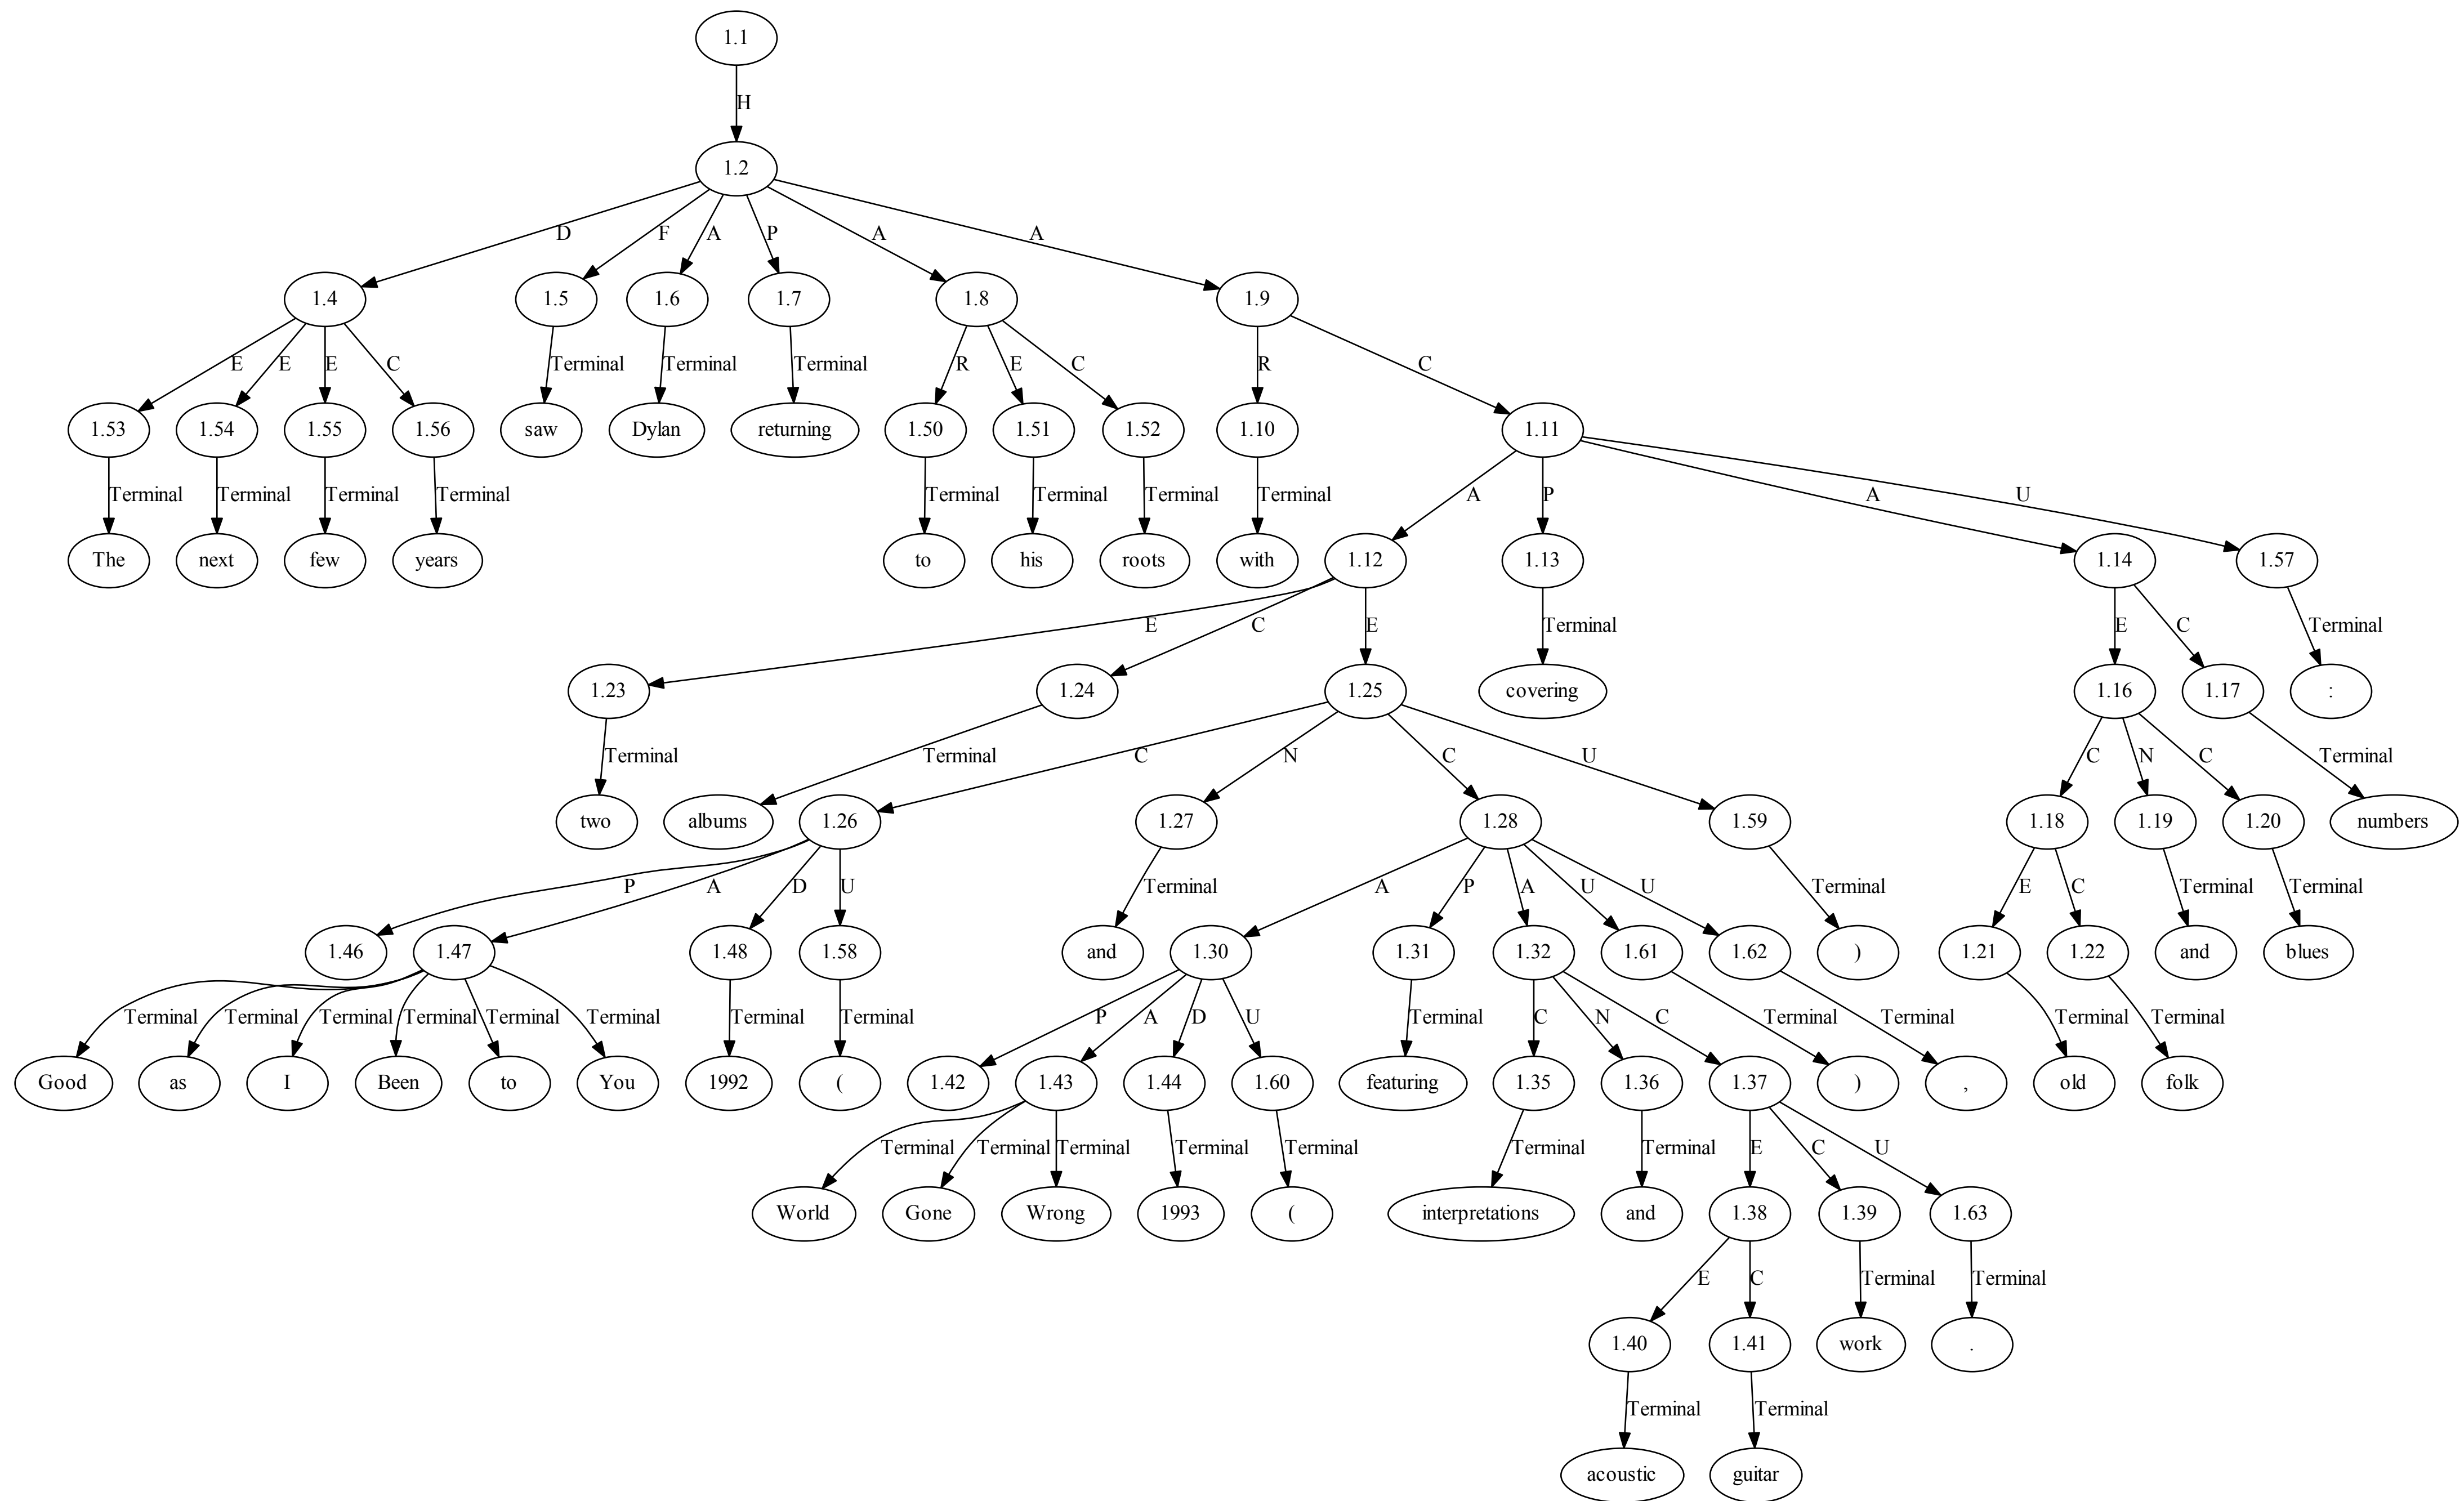 1.1
H
1.2
D F A P A A
1.4 1.5 1.6 1.7 1.8 1.9
E E E C Terminal Terminal Terminal R E C R C
1.53 1.54 1.55 1.56 saw Dylan returning 1.50 1.51 1.52 1.10 1.11
Terminal Terminal Terminal Terminal Terminal Terminal Terminal Terminal A P A U
The next few years to his roots with 1.12 1.13 1.14 1.57
E C E Terminal E C Terminal
1.23 1.24 1.25 covering 1.16 1.17 :
Terminal Terminal C N C U C N C Terminal
two albums 1.26 1.27 1.28 1.59 1.18 1.19 1.20 numbers
P A D U Terminal A P A U U Terminal E C Terminal Terminal
1.46 1.47 1.48 1.58 and 1.30 1.31 1.32 1.61 1.62 ) 1.21 1.22 and blues
Terminal Terminal Terminal Terminal Terminal Terminal Terminal Terminal P A D U Terminal C N C Terminal Terminal Terminal Terminal
Good as I Been to You 1992 ( 1.42 1.43 1.44 1.60 featuring 1.35 1.36 1.37 ) , old folk
Terminal Terminal Terminal Terminal Terminal Terminal Terminal E C U
World Gone Wrong 1993 ( interpretations and 1.38 1.39 1.63
E C Terminal Terminal
1.40 1.41 work .
Terminal Terminal
acoustic guitar